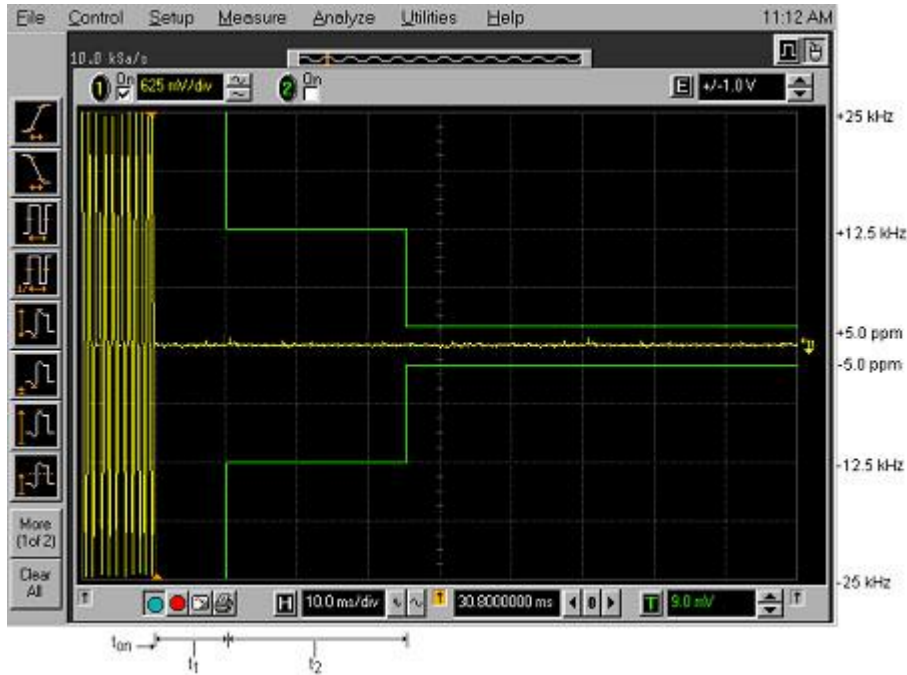 File Control Setup Measure Analyze Utilities Help 11:12 AM
10.0 kSa/s
1 On 625 mV/div 2 On E +/-1.0 V
+25 kHz
+12.5 kHz
+5.0 ppm
-5.0 ppm
-12.5 kHz
More
(1of 2)
Clear
All
-25 kHz
T H 10.0 ms/div T 30.8000000 ms 0 T 9.0 mV T
ton
t1 t2